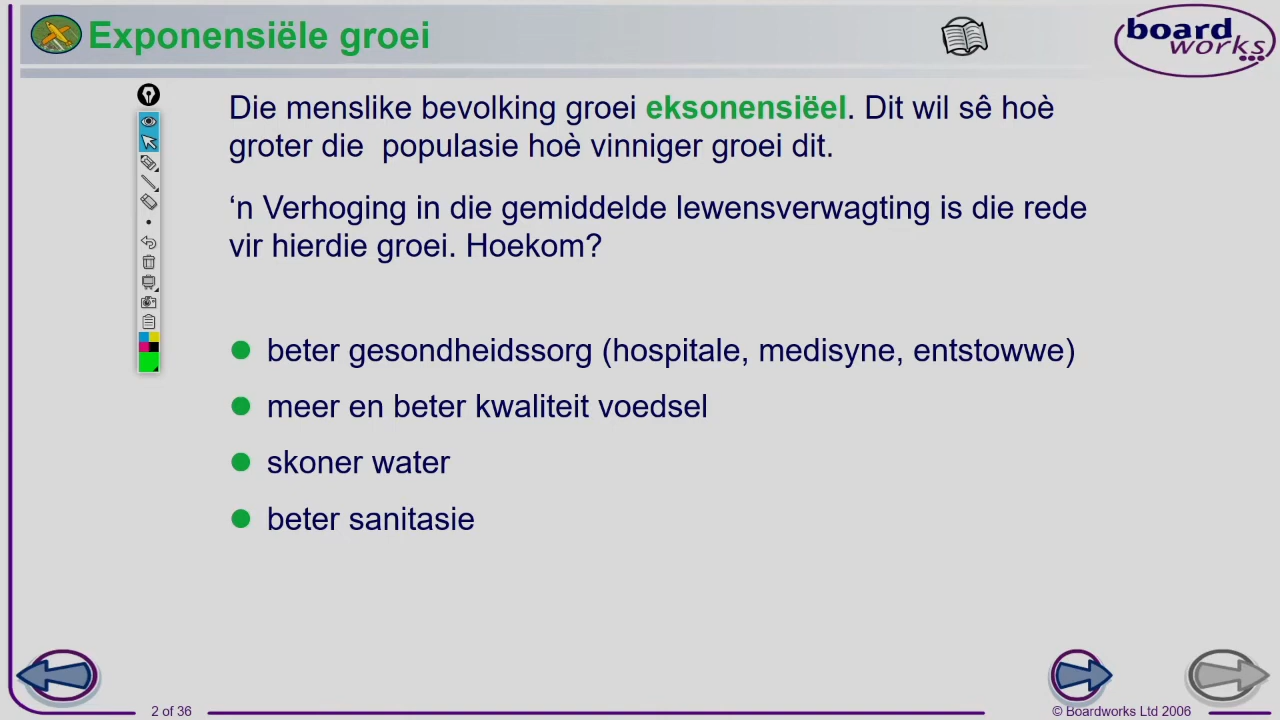 Exponensiële groei
board
works
Die menslike bevolking groei eksonensiëel. Dit wil sê hoè
groter die populasie hoè vinniger groei dit.
‘n Verhoging in die gemiddelde lewensverwagting is die rede
vir hierdie groei. Hoekom?
beter gesondheidssorg (hospitale, medisyne, entstowwe)
meer en beter kwaliteit voedsel
skoner water
beter sanitasie
2 of 36
© Boardworks Ltd 2006